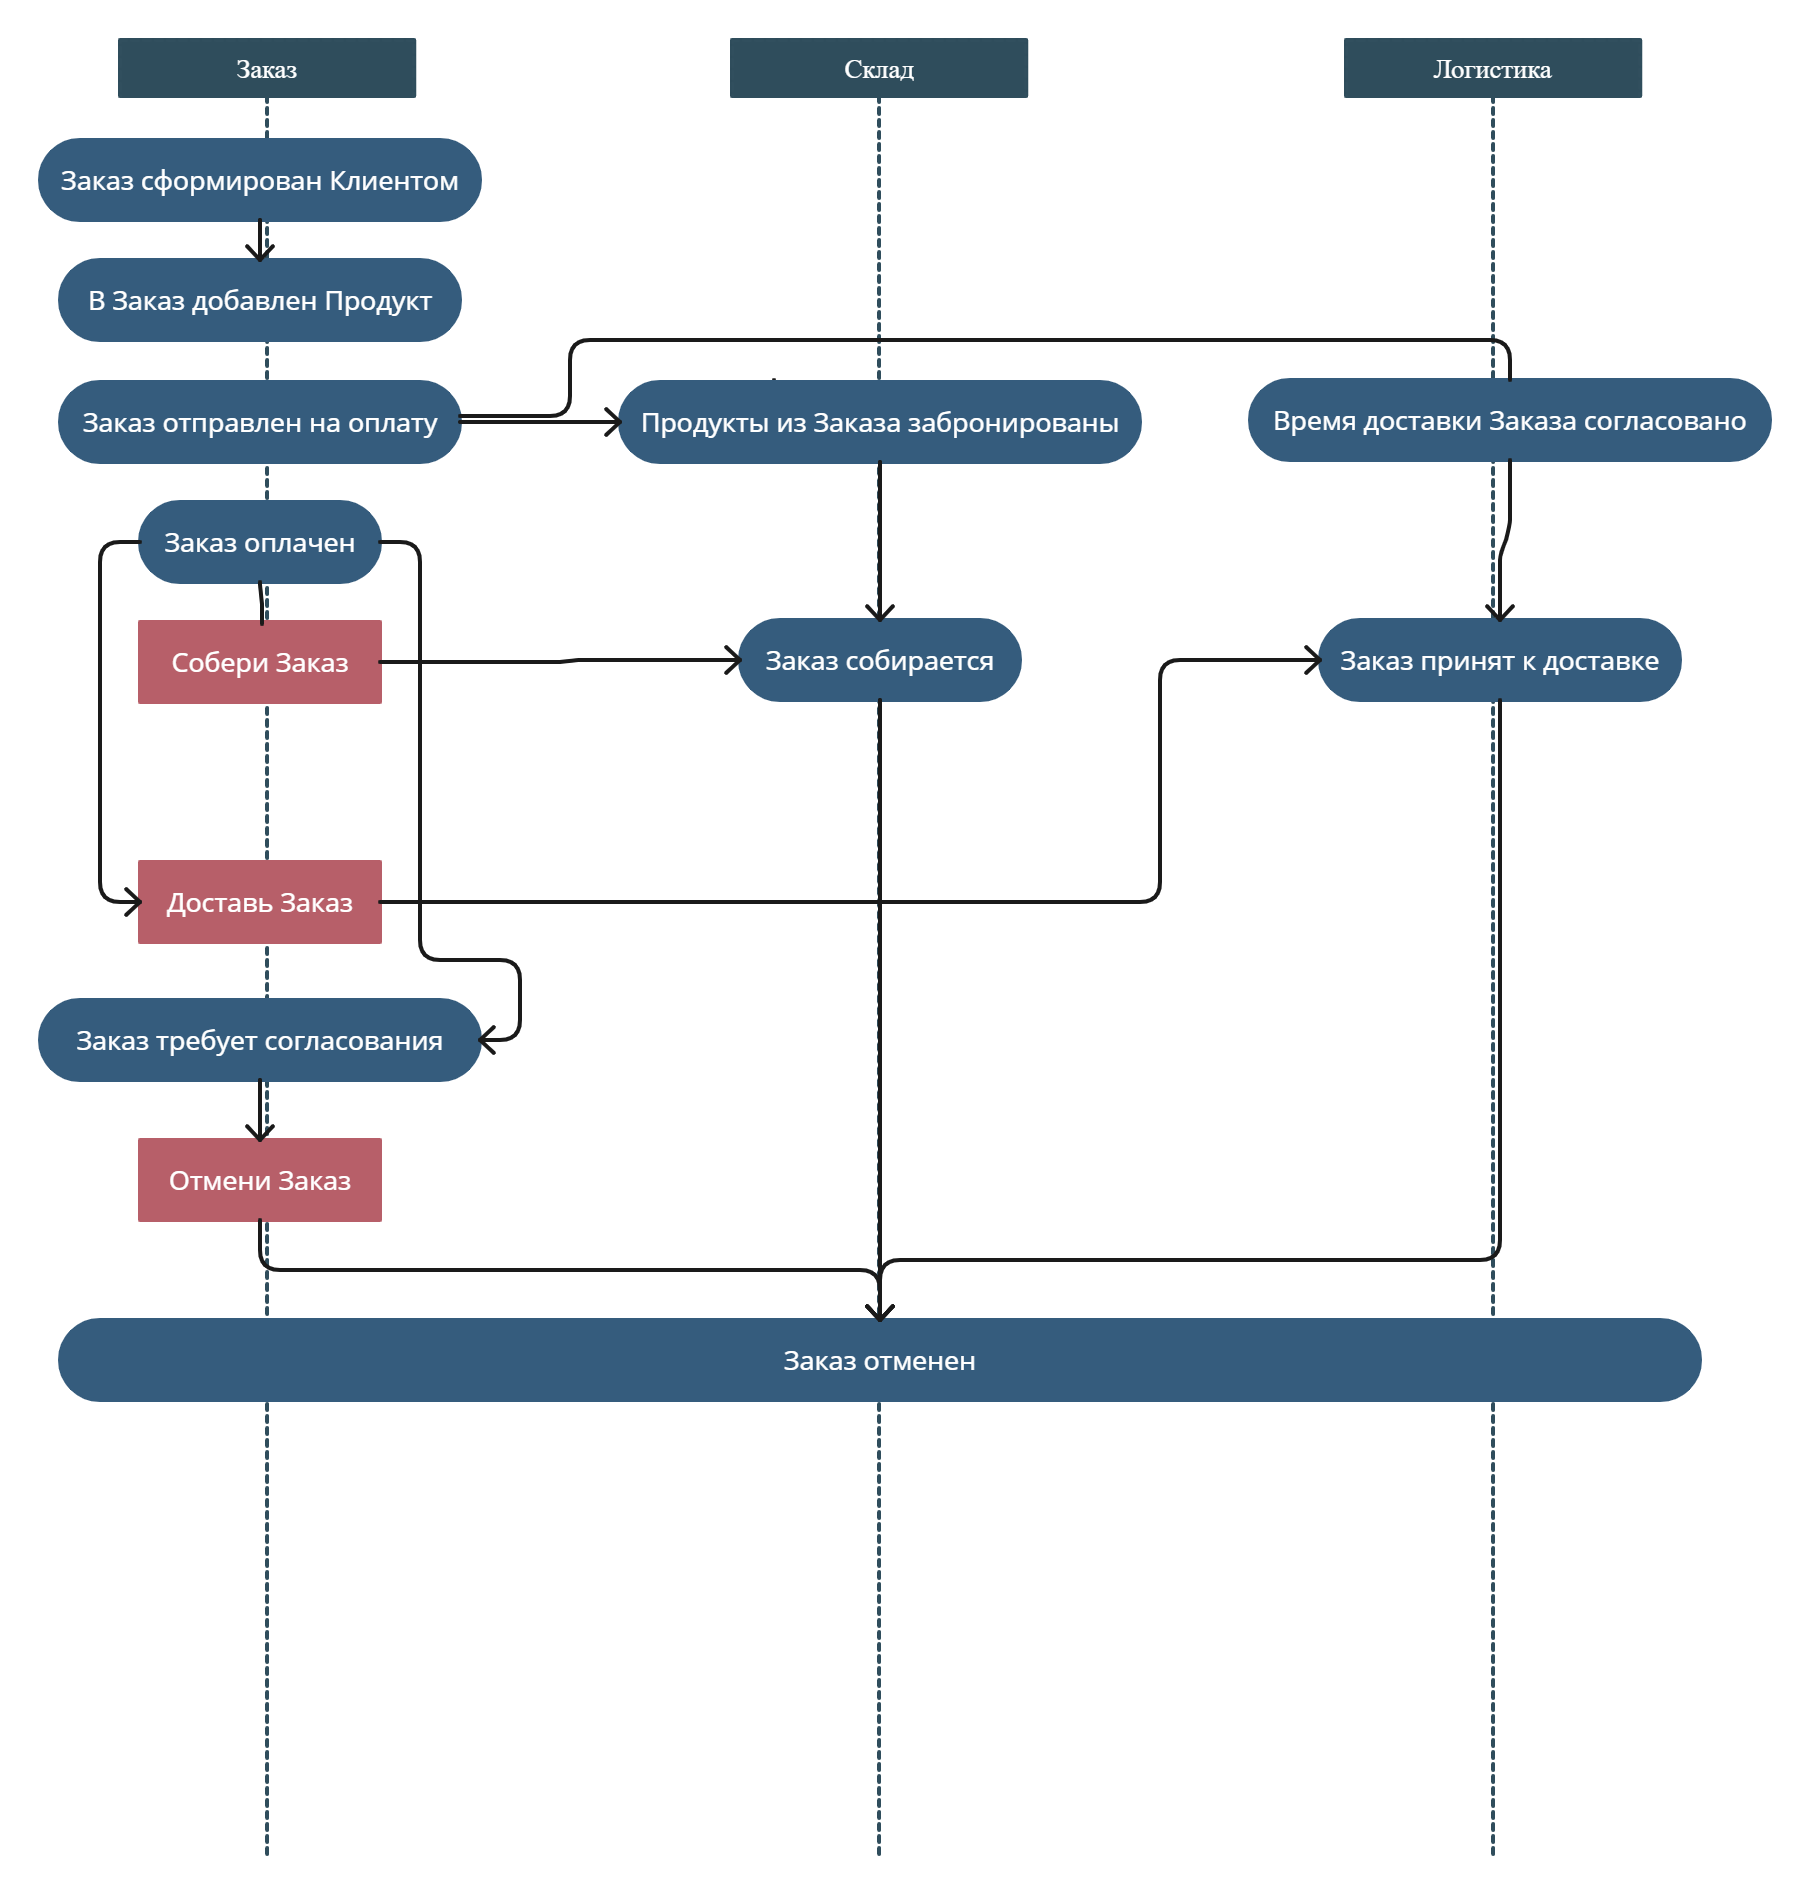 Заказ
Склад
Логистика
Заказ сформирован Клиентом
В Заказ добавлен Продукт
Заказ отправлен на оплату
Продукты из Заказа забронированы
Время доставки Заказа согласовано
Заказ оплачен
Собери Заказ
Заказ собирается
Заказ принят к доставке
Доставь Заказ
Заказ требует согласования
Отмени Заказ
Заказ отменен